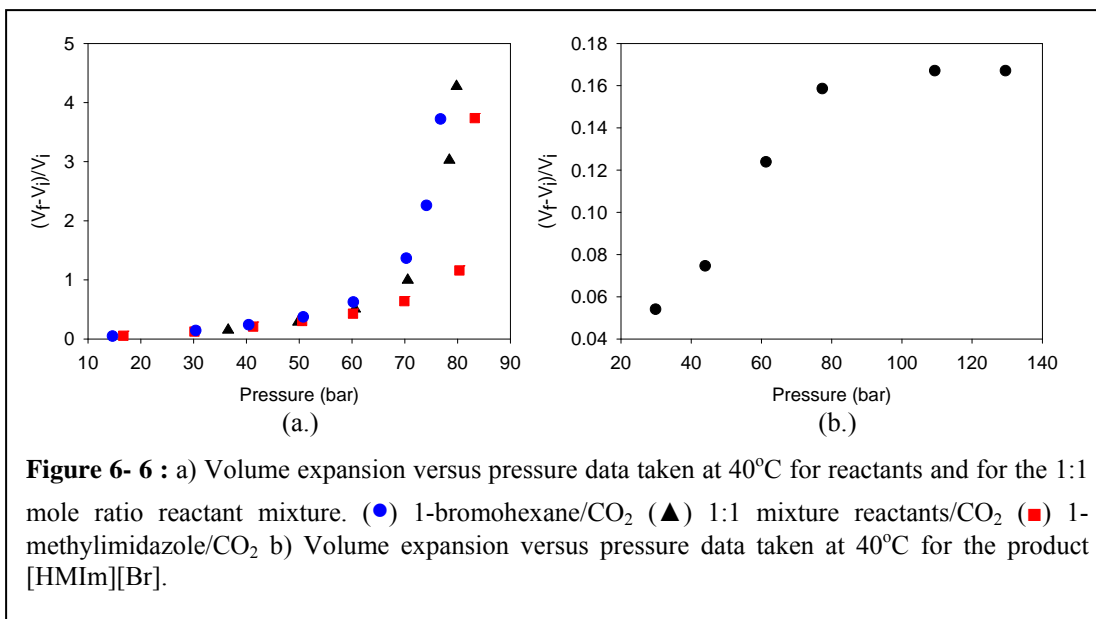 5
4
3
2
1
0
(Vf-Vi)/Vi
10 20 30 40 50 60 70 80 90
Pressure (bar)
(a.)
0.18
0.16
0.14
0.12
0.10
0.08
0.06
0.04
(Vf-Vi)/Vi
20 40 60 80 100 120 140
Pressure (bar)
(b.)
Figure 6- 6 : a) Volume expansion versus pressure data taken at 40°C for reactants and for the 1:1
mole ratio reactant mixture. (●) 1-bromohexane/CO₂ (▲) 1:1 mixture reactants/CO₂ (■) 1-
methylimidazole/CO₂ b) Volume expansion versus pressure data taken at 40°C for the product
[HMIm][Br].